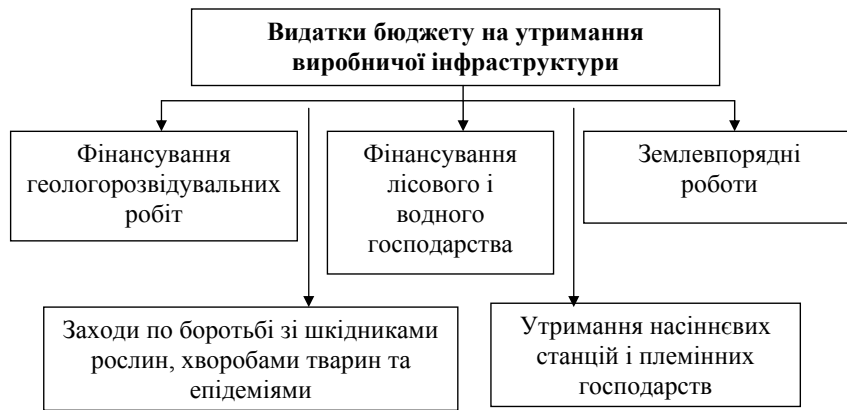 Видатки бюджету на утримання
виробничої інфраструктури
Фінансування
геологорозвідувальних
робіт
Фінансування
лісового і
водного
господарства
Землевпорядні
роботи
Заходи по боротьбі зі шкідниками
рослин, хворобами тварин та
епідеміями
Утримання насіннєвих
станцій і племінних
господарств